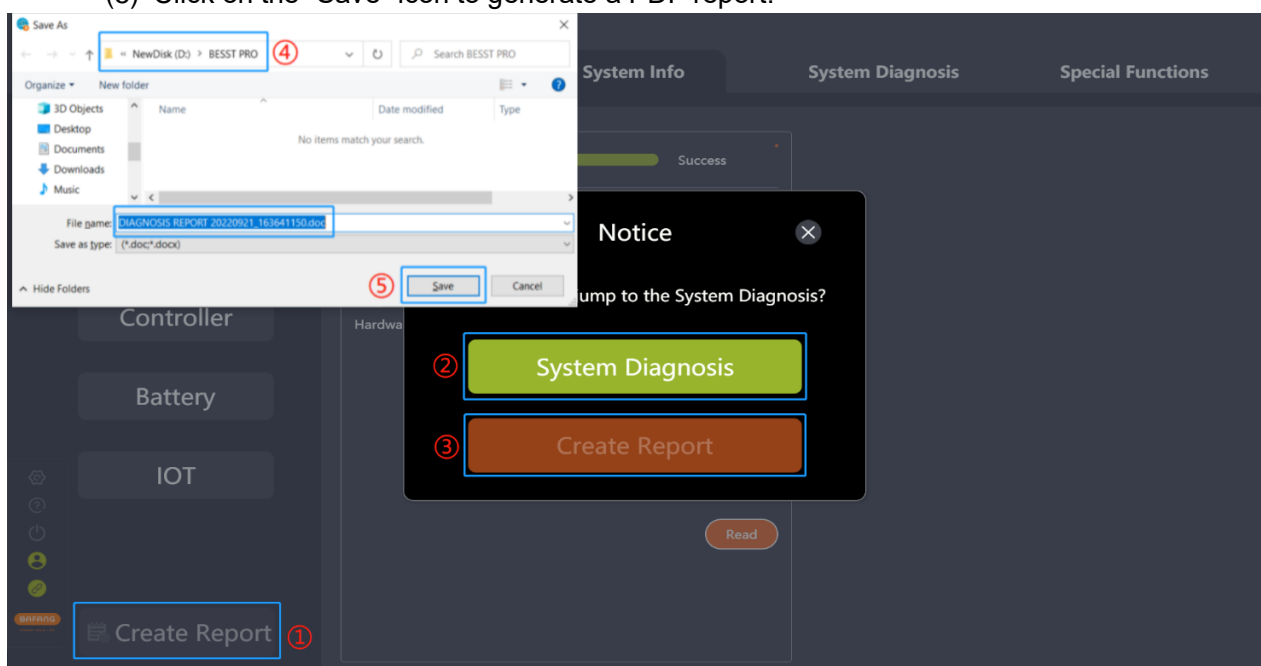 Click on the "Save" icon to generate a PDF report.
Save As
NewDisk (D:) > BESST PRO
④
Search BESST PRO
Organize
New folder
3D Objects
Desktop
Documents
Downloads
Music
Name
Date modified
Type
No items match your search.
File name: DIAGNOSIS REPORT 20220921_163641150.doc
Save as type: (*.doc;*.docx)
Hide Folders
⑤
Save
Cancel
System Info
System Diagnosis
Special Functions
Success
Notice
ump to the System Diagnosis?
② System Diagnosis
③ Create Report
Controller
Hardwa
Battery
IOT
Read
BAFANG
Create Report ①